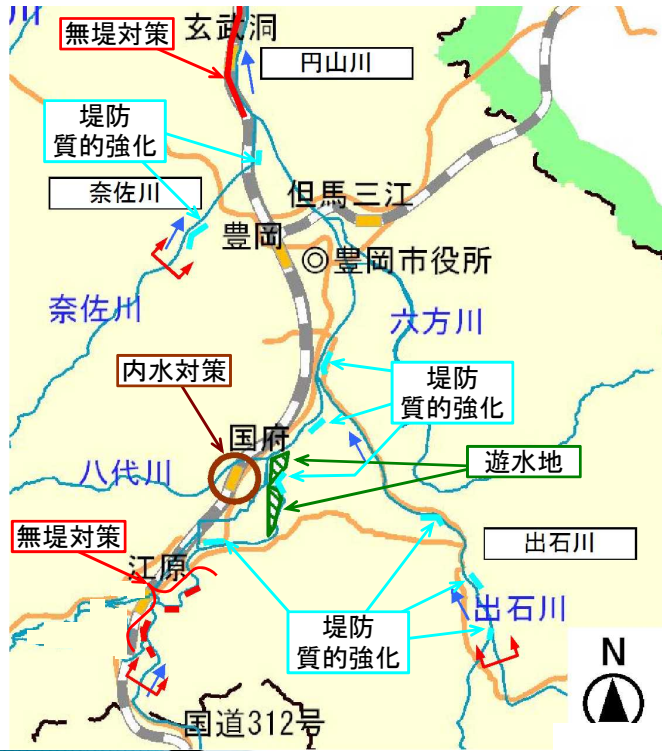 川
玄武洞
無堤対策
円山川
堤防
質的強化
奈佐川
但馬三江
豊岡
◎豊岡市役所
奈佐川
六方川
内水対策
堤防
質的強化
国府
八代川
遊水地
無堤対策
江原
出石川
出石川
堤防
質的強化
N
国道312号